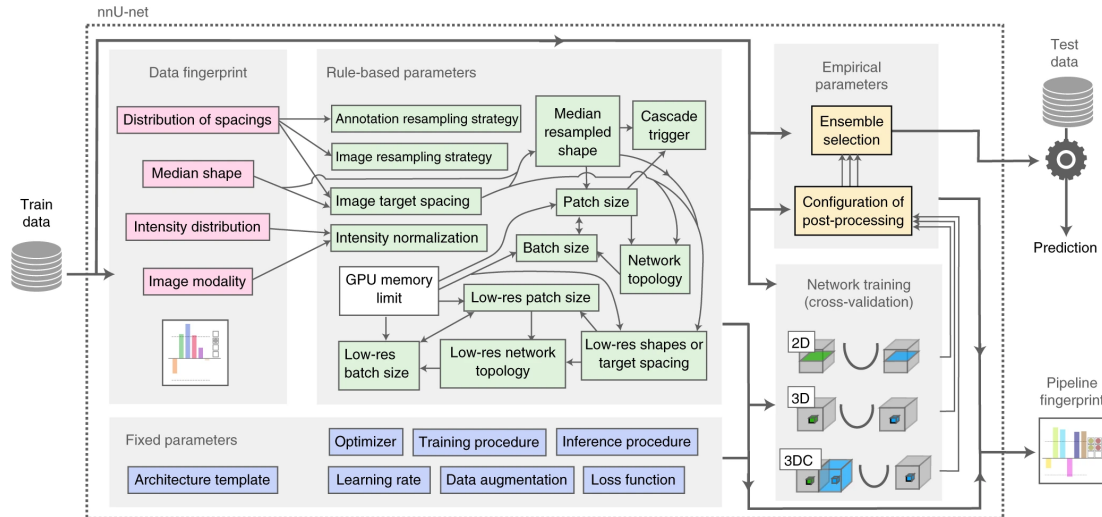 nnU-net
Data fingerprint
Distribution of spacings
Median shape
Intensity distribution
Image modality
Rule-based parameters
Annotation resampling strategy
Image resampling strategy
Image target spacing
Intensity normalization
Median
resampled
shape
Cascade
trigger
Patch size
Batch size
Network
topology
GPU memory
limit
Low-res patch size
Low-res
batch size
Low-res network
topology
Low-res shapes or
target spacing
Fixed parameters
Optimizer
Training procedure
Inference procedure
Architecture template
Learning rate
Data augmentation
Loss function
Empirical
parameters
Ensemble
selection
Configuration of
post-processing
Network training
(cross-validation)
2D
3D
3DC
Train
data
Test
data
Prediction
Pipeline
fingerprint